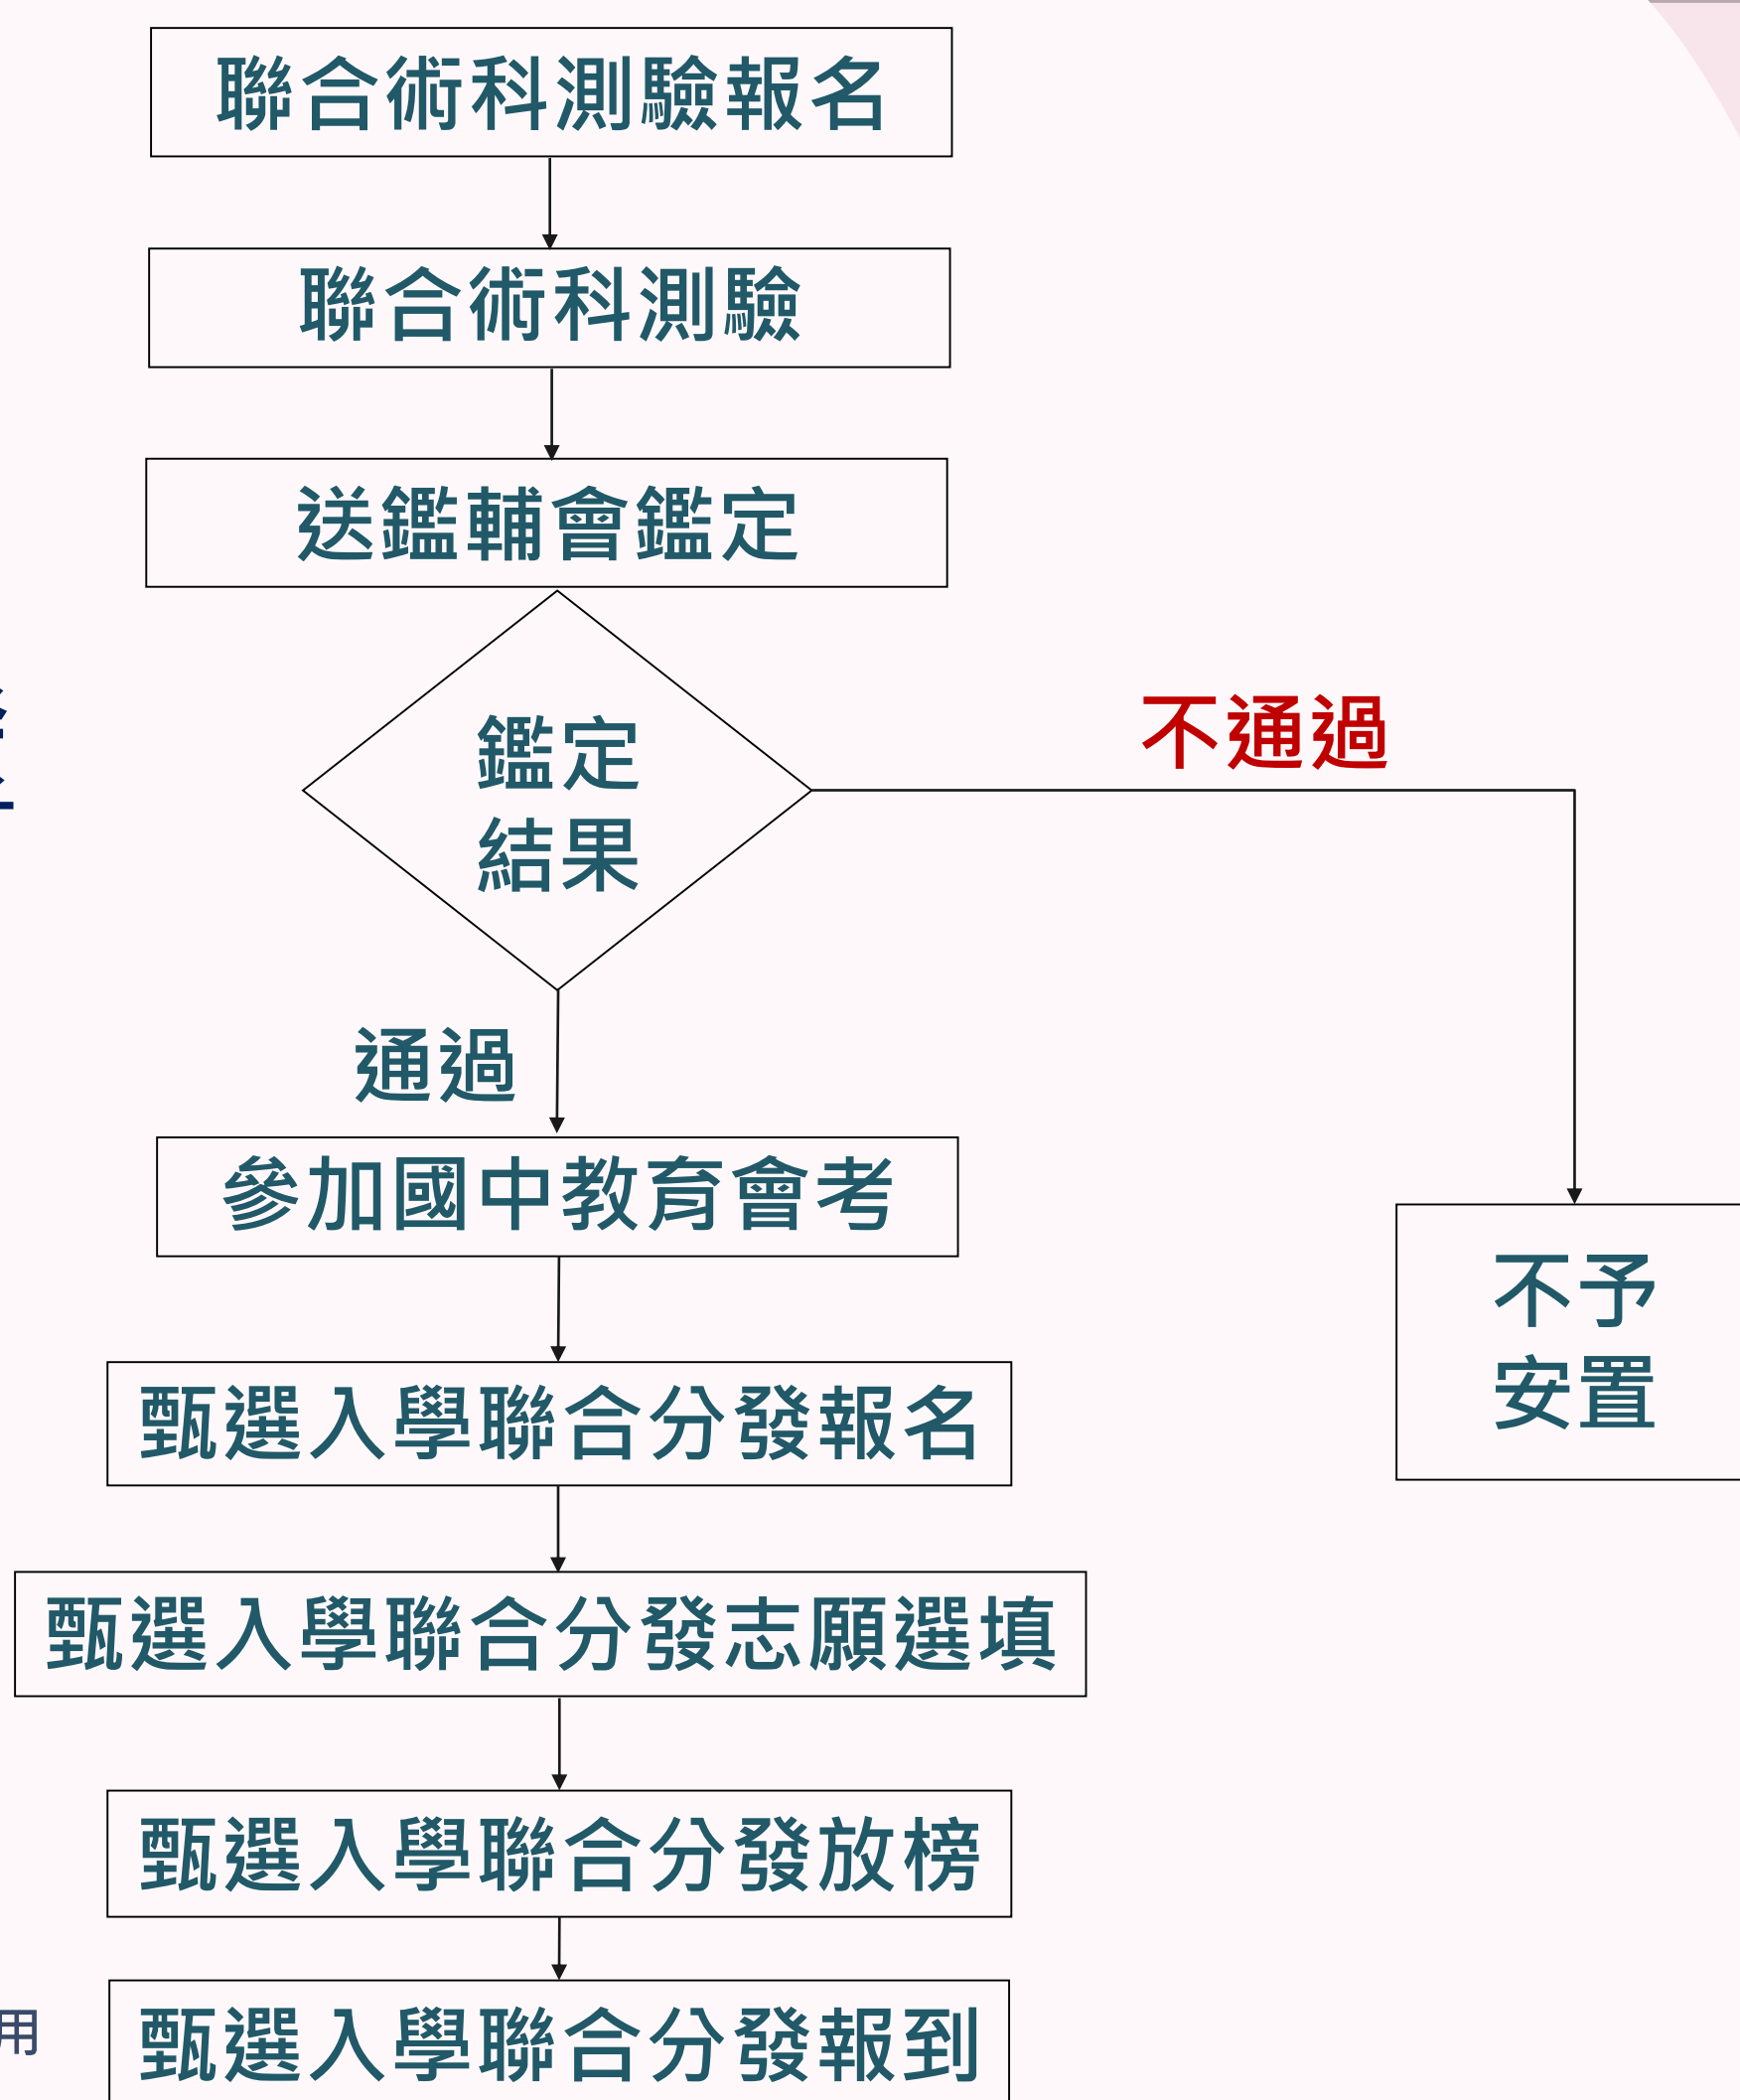 聯合術科測驗報名
聯合術科測驗
送鑑輔會鑑定
鑑定
結果
不通過
通過
參加國中教育會考
不予
安置
甄選入學聯合分發報名
甄選入學聯合分發志願選填
甄選入學聯合分發放榜
甄選入學聯合分發報到
用